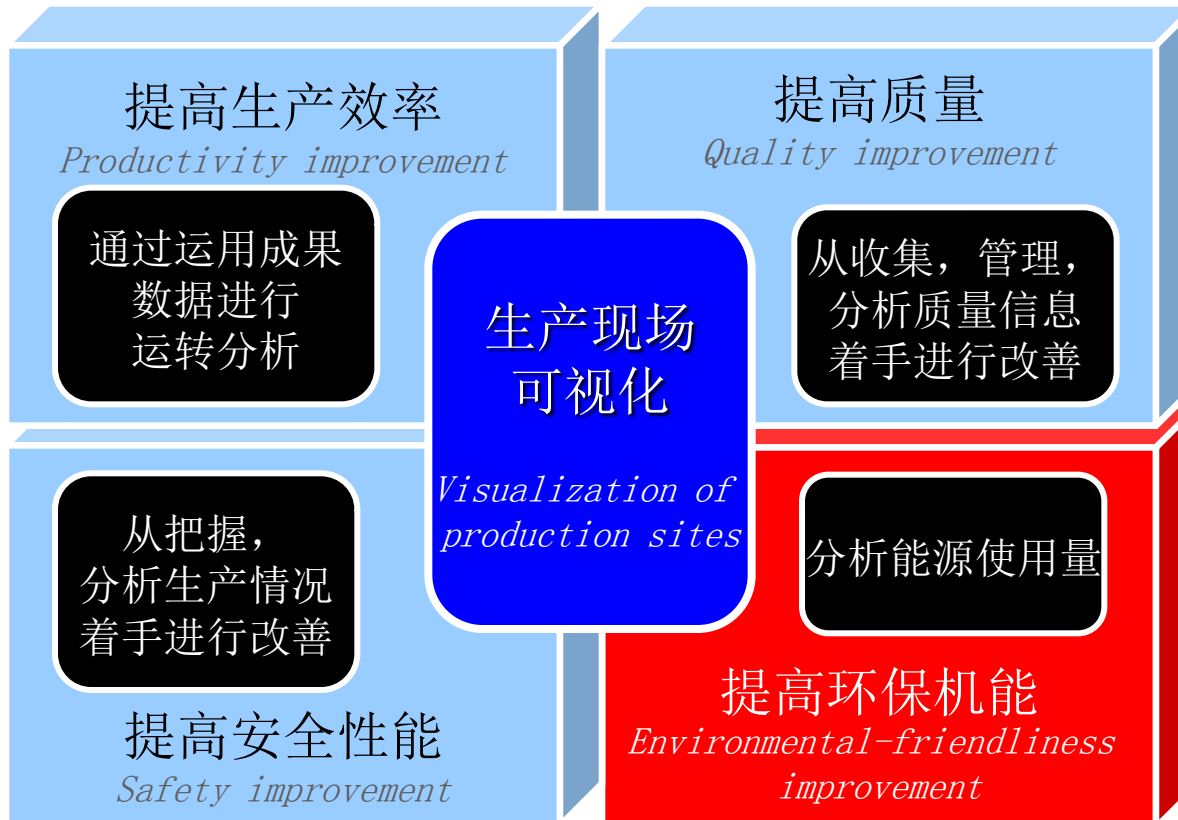 提高生产效率
Productivity improvement
通过运用成果
数据进行
运转分析
提高质量
Quality improvement
从收集，管理，
分析质量信息
着手进行改善
生产现场
可视化
Visualization of
production sites
从把握，
分析生产情况
着手进行改善
提高安全性能
Safety improvement
分析能源使用量
提高环保机能
Environmental-friendliness
improvement